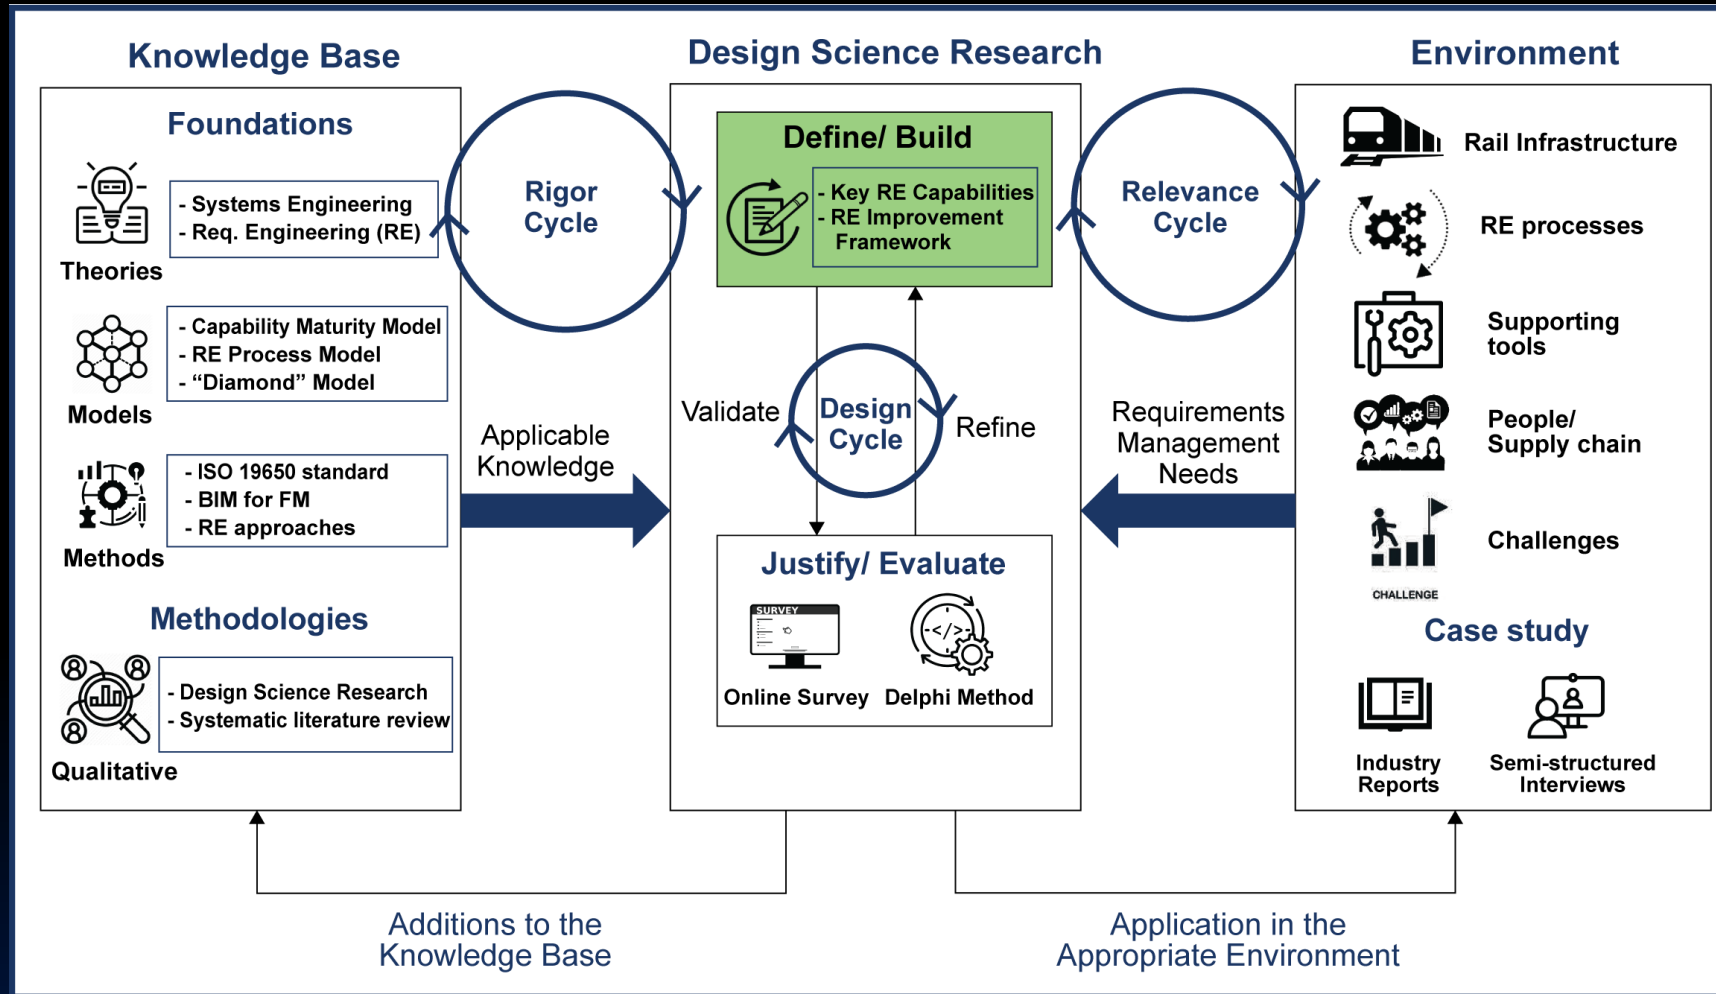 Knowledge Base
Foundations
- Systems Engineering
- Req. Engineering (RE)
Theories
- Capability Maturity Model
- RE Process Model
- “Diamond” Model
Models
- ISO 19650 standard
- BIM for FM
- RE approaches
Methods
Methodologies
- Design Science Research
- Systematic literature review
Qualitative
Rigor
Cycle
Applicable
Knowledge
Design Science Research
Define/ Build
- Key RE Capabilities
- RE Improvement
Framework
Validate
Design
Cycle
Refine
Justify/ Evaluate
SURVEY
</>
Online Survey
Delphi Method
Relevance
Cycle
Requirements
Management
Needs
Environment
Rail Infrastructure
RE processes
Supporting
tools
People/
Supply chain
Challenges
CHALLENGE
Case study
Industry
Reports
Semi-structured
Interviews
Additions to the
Knowledge Base
Application in the
Appropriate Environment